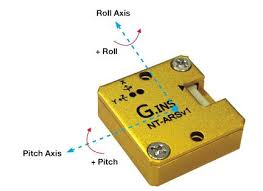 Roll Axis
+ Roll
X
Y
G.INS
NT-ARSv1
Pitch Axis
+ Pitch